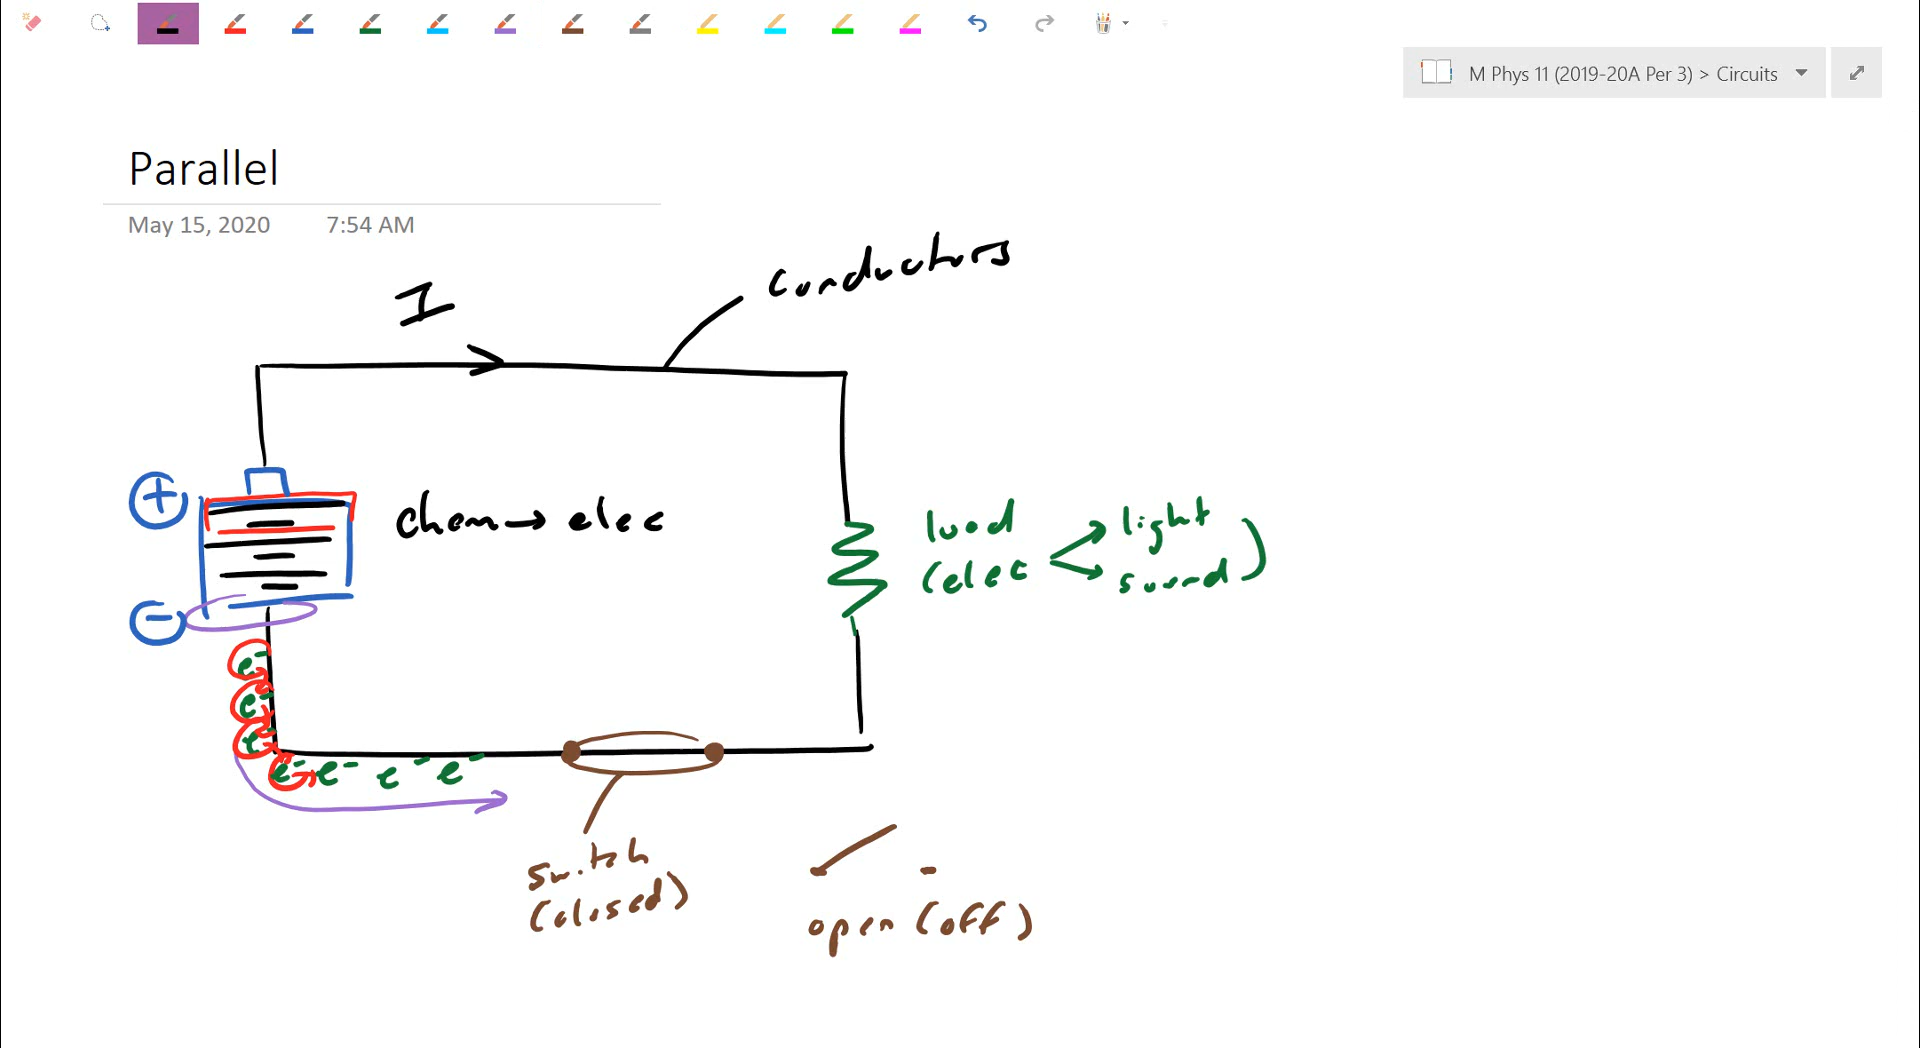 M Phys 11 (2019-20A Per 3) > Circuits
Parallel
May 15, 2020 7:54 AM
I
conductors
+
chem → elec
load
(elec light
sound)
−
e⁻
e⁻
e⁻
e⁻ e⁻ e⁻ e⁻
switch
(closed)
open (off)